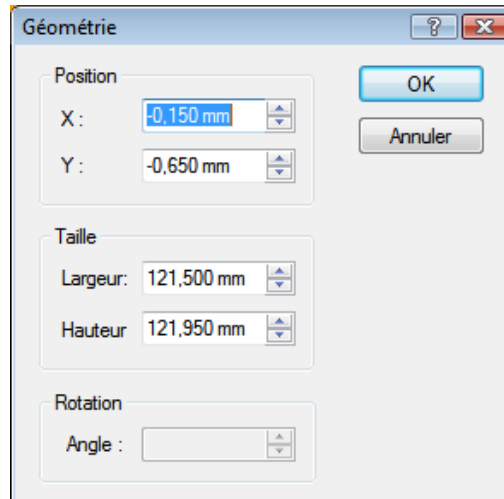 Géométrie
Position
OK
X :
-0,150 mm
Annuler
Y :
-0,650 mm
Taille
Largeur: 121,500 mm
Hauteur 121,950 mm
Rotation
Angle :